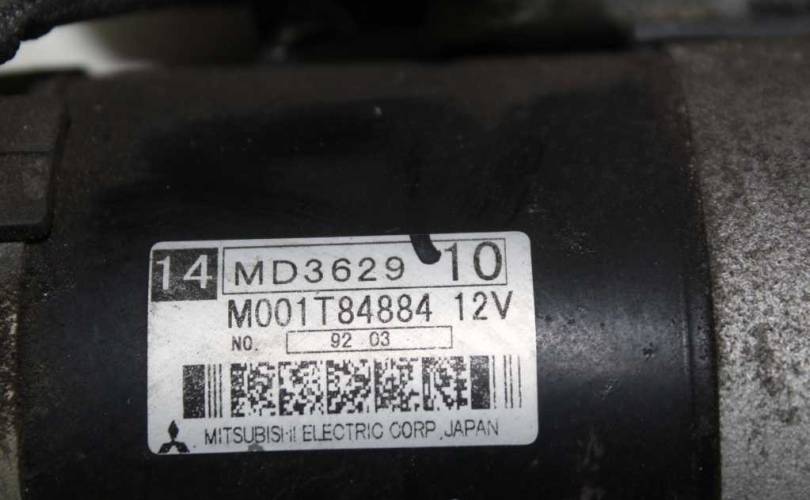 14 MD3629 10
M001T84884 12V
NO. 92 03
MITSUBISHI ELECTRIC CORP. JAPAN